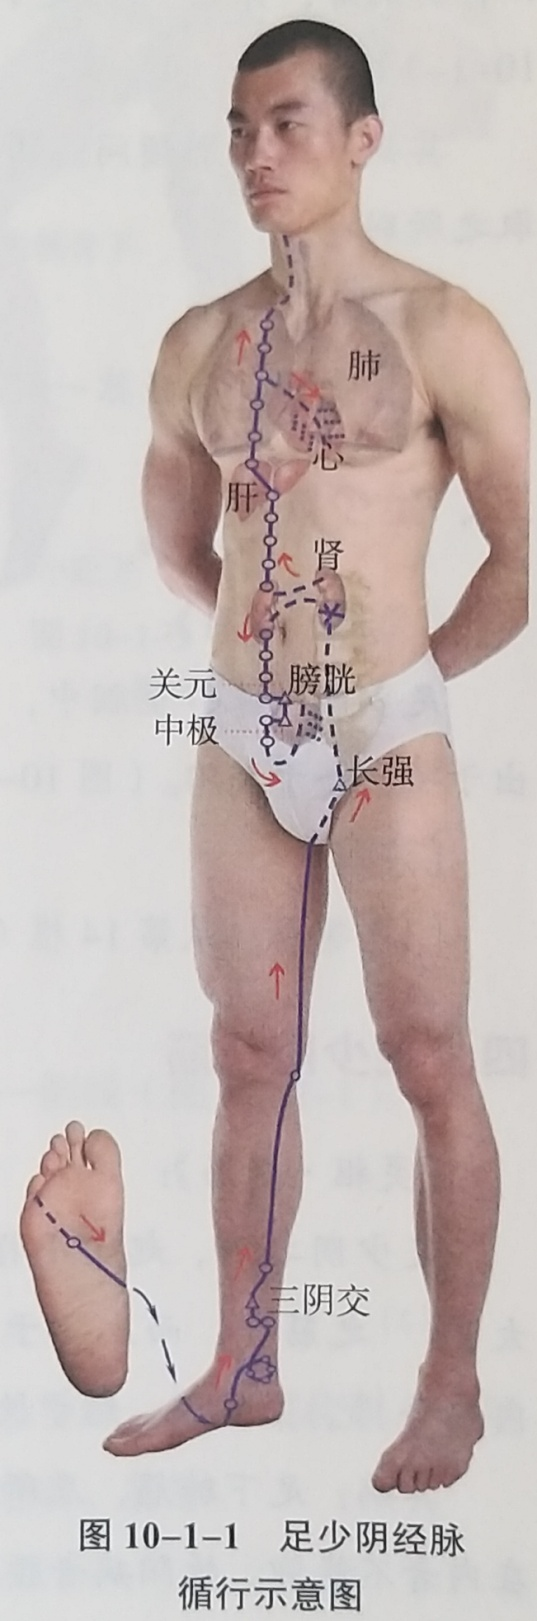 肺
心
肝
肾
关元
膀胱
中极
长强
三阴交
图 10-1-1 足少阴经脉
循行示意图